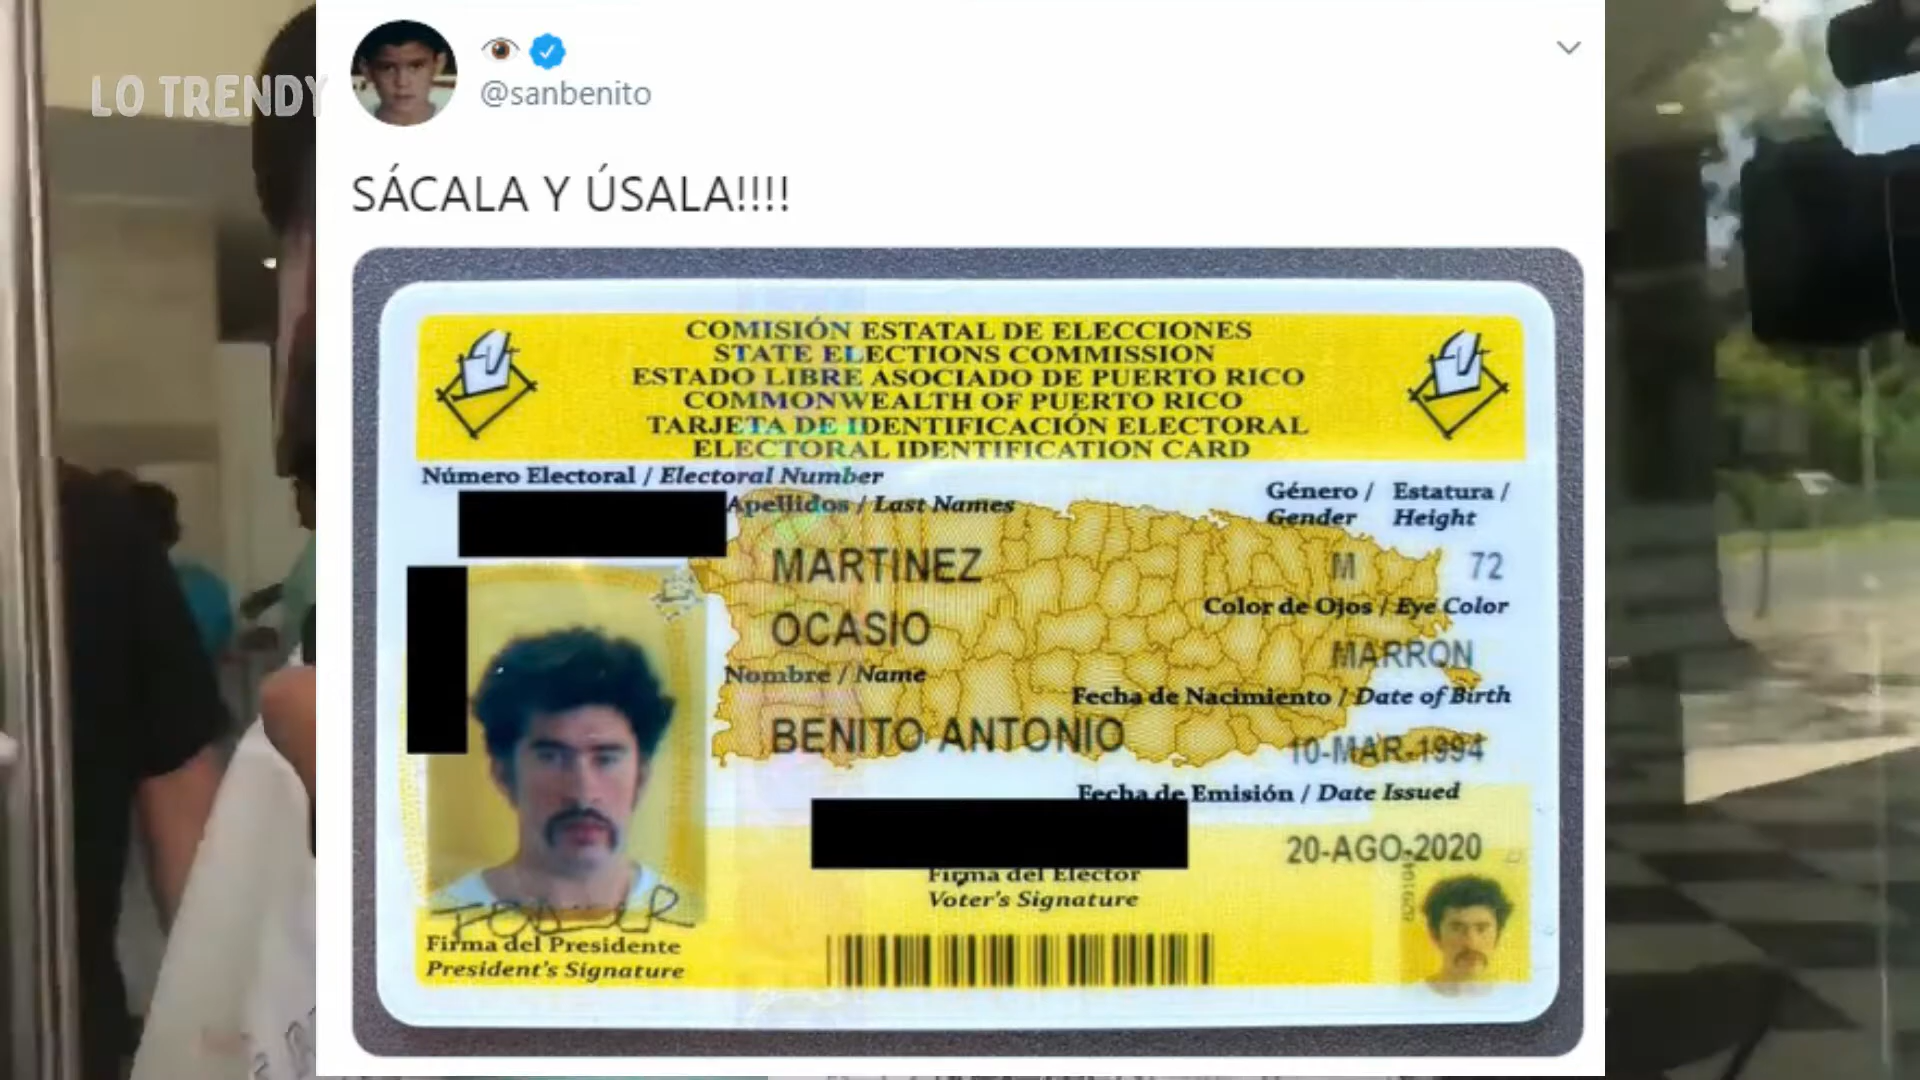 LO TRENDY
@sanbenito
SÁCALA Y ÚSALA!!!!
COMISIÓN ESTATAL DE ELECCIONES
STATE ELECTIONS COMMISSION
ESTADO LIBRE ASOCIADO DE PUERTO RICO
COMMONWEALTH OF PUERTO RICO
TARJETA DE IDENTIFICACIÓN ELECTORAL
ELECTORAL IDENTIFICATION CARD
Número Electoral / Electoral Number
Apellidos / Last Names
Género / Gender
Estatura / Height
MARTINEZ
M
72
Color de Ojos / Eye Color
OCASIO
MARRON
Nombre / Name
Fecha de Nacimiento / Date of Birth
BENITO ANTONIO
10-MAR-1994
Fecha de Emisión / Date Issued
20-AGO-2020
Firma del Elector
Voter's Signature
Firma del Presidente
President's Signature